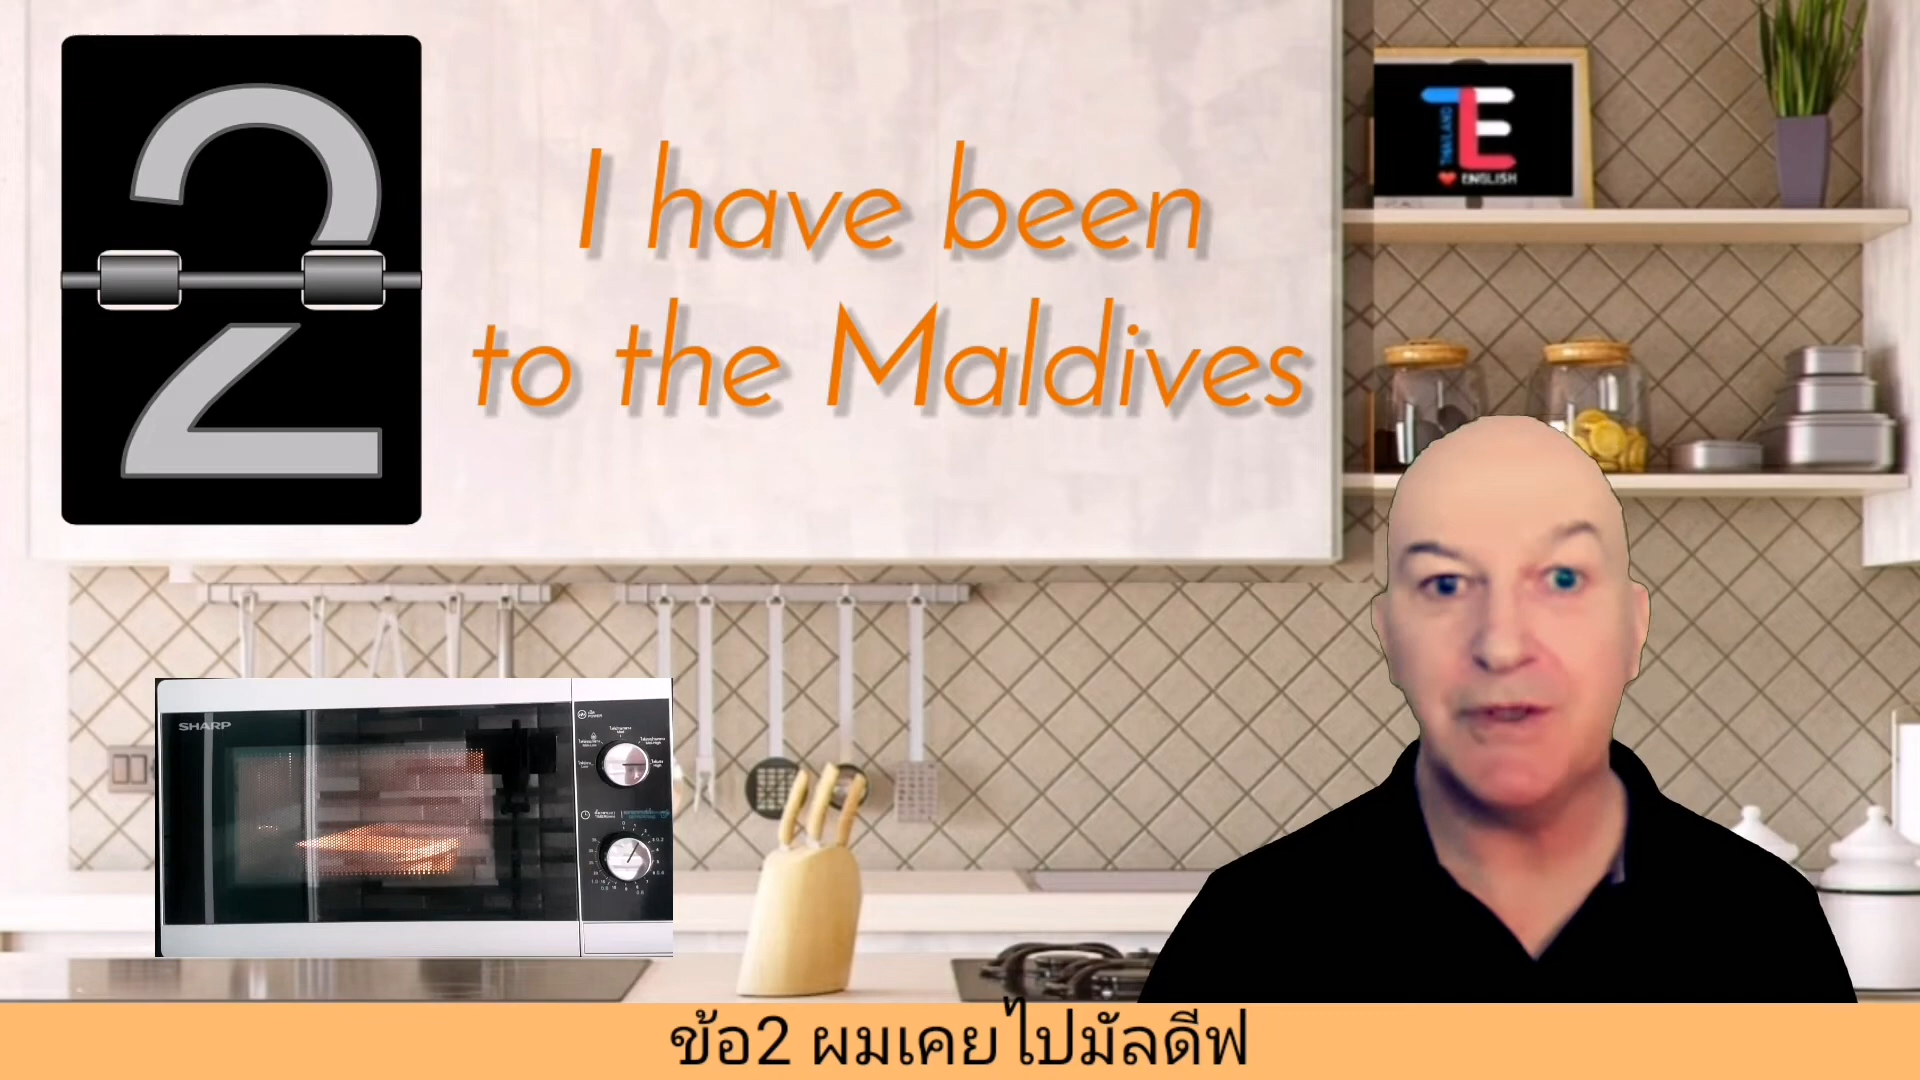 2
I have been
to the Maldives
THAILAND
TE
❤ ENGLISH
SHARP
ข้อ2 ผมเคยไปมัลดีฟ